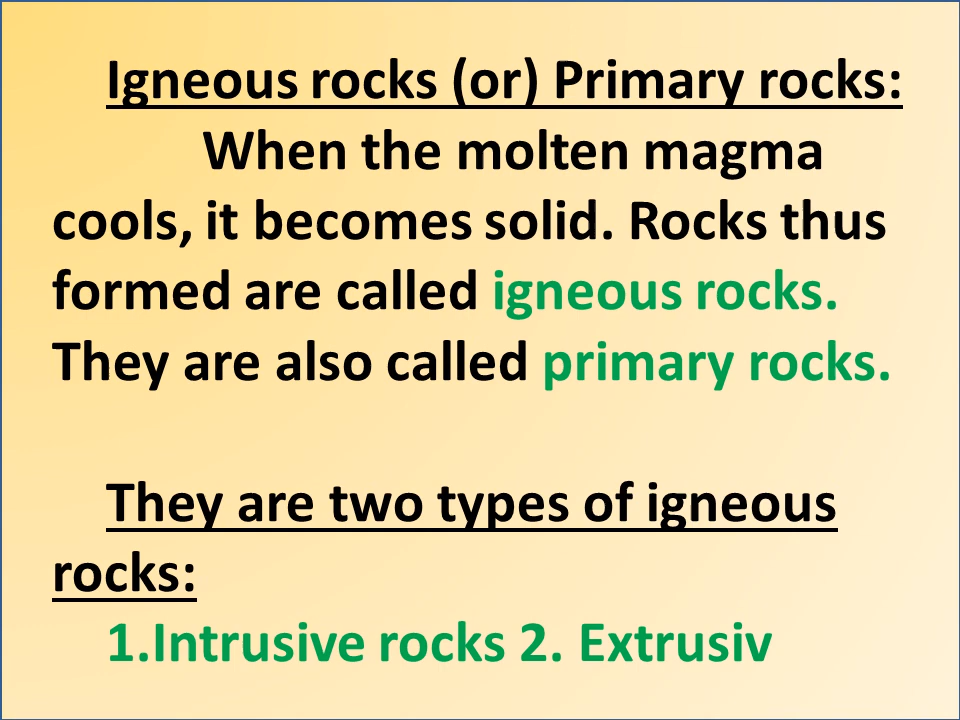 Igneous rocks (or) Primary rocks:
When the molten magma
cools, it becomes solid. Rocks thus
formed are called igneous rocks.
They are also called primary rocks.
They are two types of igneous
rocks:
1.Intrusive rocks 2. Extrusiv